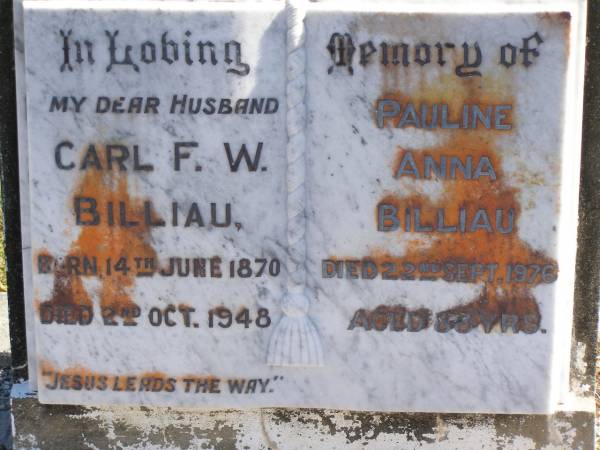 In Loving Memory of
MY DEAR HUSBAND
CARL F. W.
BILLIAU,
BORN 14TH JUNE 1870
DIED 2ND OCT. 1948
"JESUS LEADS THE WAY."
PAULINE
ANNA
BILLIAU
DIED 22ND SEPT. 1976
AGED YRS.